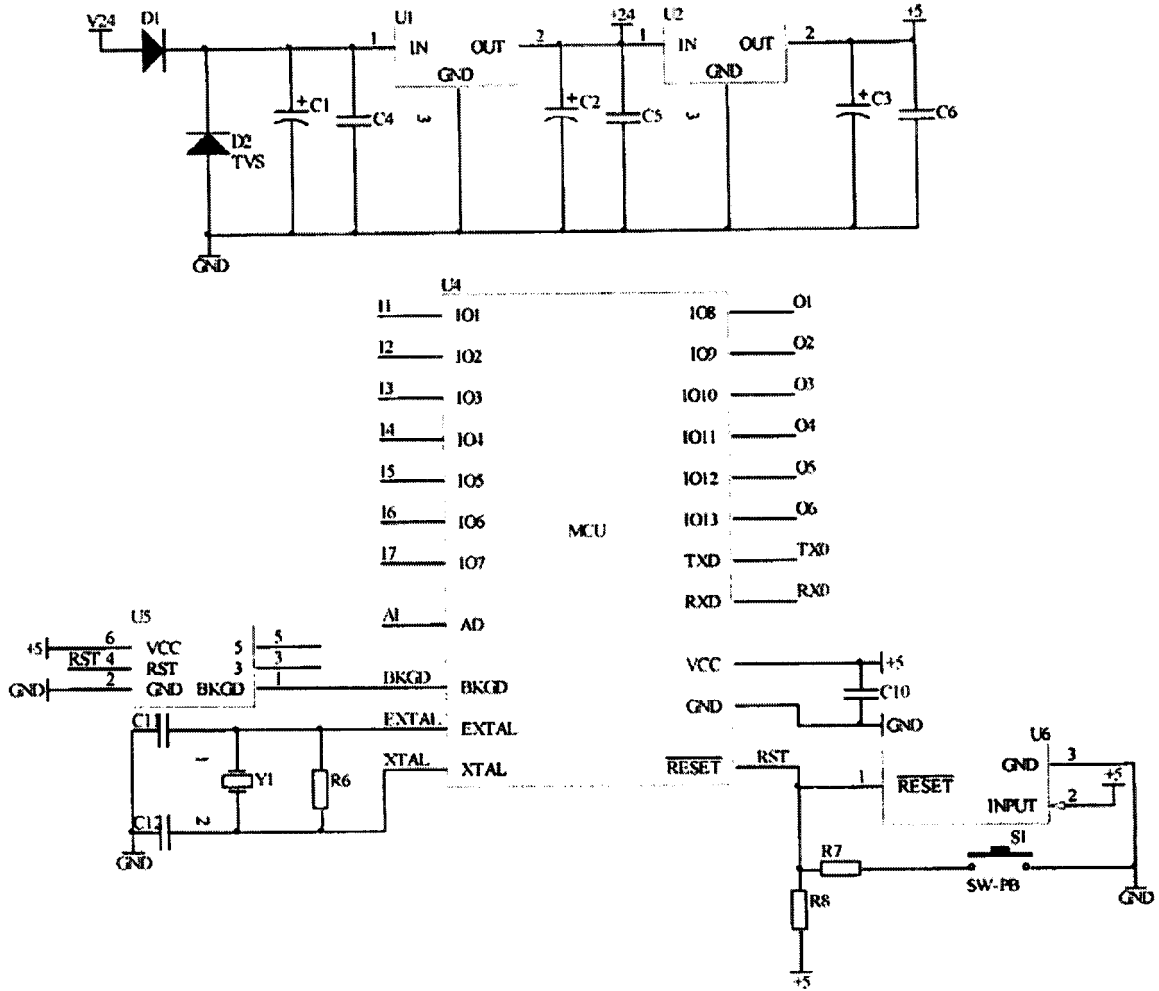 V24 D1 U1 +24 U2 +5
1 IN OUT 2 1 IN OUT 2
GND GND
C1 C4 3 C2 C5 3 C3 C6
D2
TVS
GND
U4
I1 IO1 IO8 O1
I2 IO2 IO9 O2
I3 IO3 IO10 O3
I4 IO4 IO11 O4
I5 IO5 IO12 O5
I6 IO6 IO13 O6
MCU
I7 IO7 TXD TX0
RXD RX0
U5
AI AD
+5 6 VCC 5 5
RST 4 RST 3 3
GND 2 GND BKGD 1 BKGD BKGD
VCC +5
C10
GND GND
C11 EXTAL EXTAL
U6
XTAL XTAL RESET RST
1 Y1 R6
1 RESET GND 3
+5
INPUT 2
C12 2
GND
R7 S1
SW-PB
GND
R8
+5